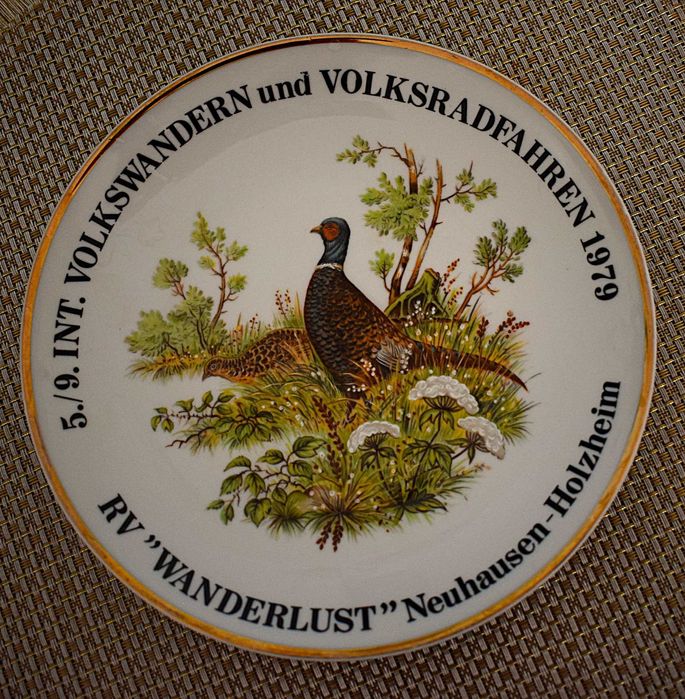 5./9. INT. VOLKSWANDERN und VOLKSRADFAHREN 1979
RV "WANDERLUST" Neuhausen-Holzheim